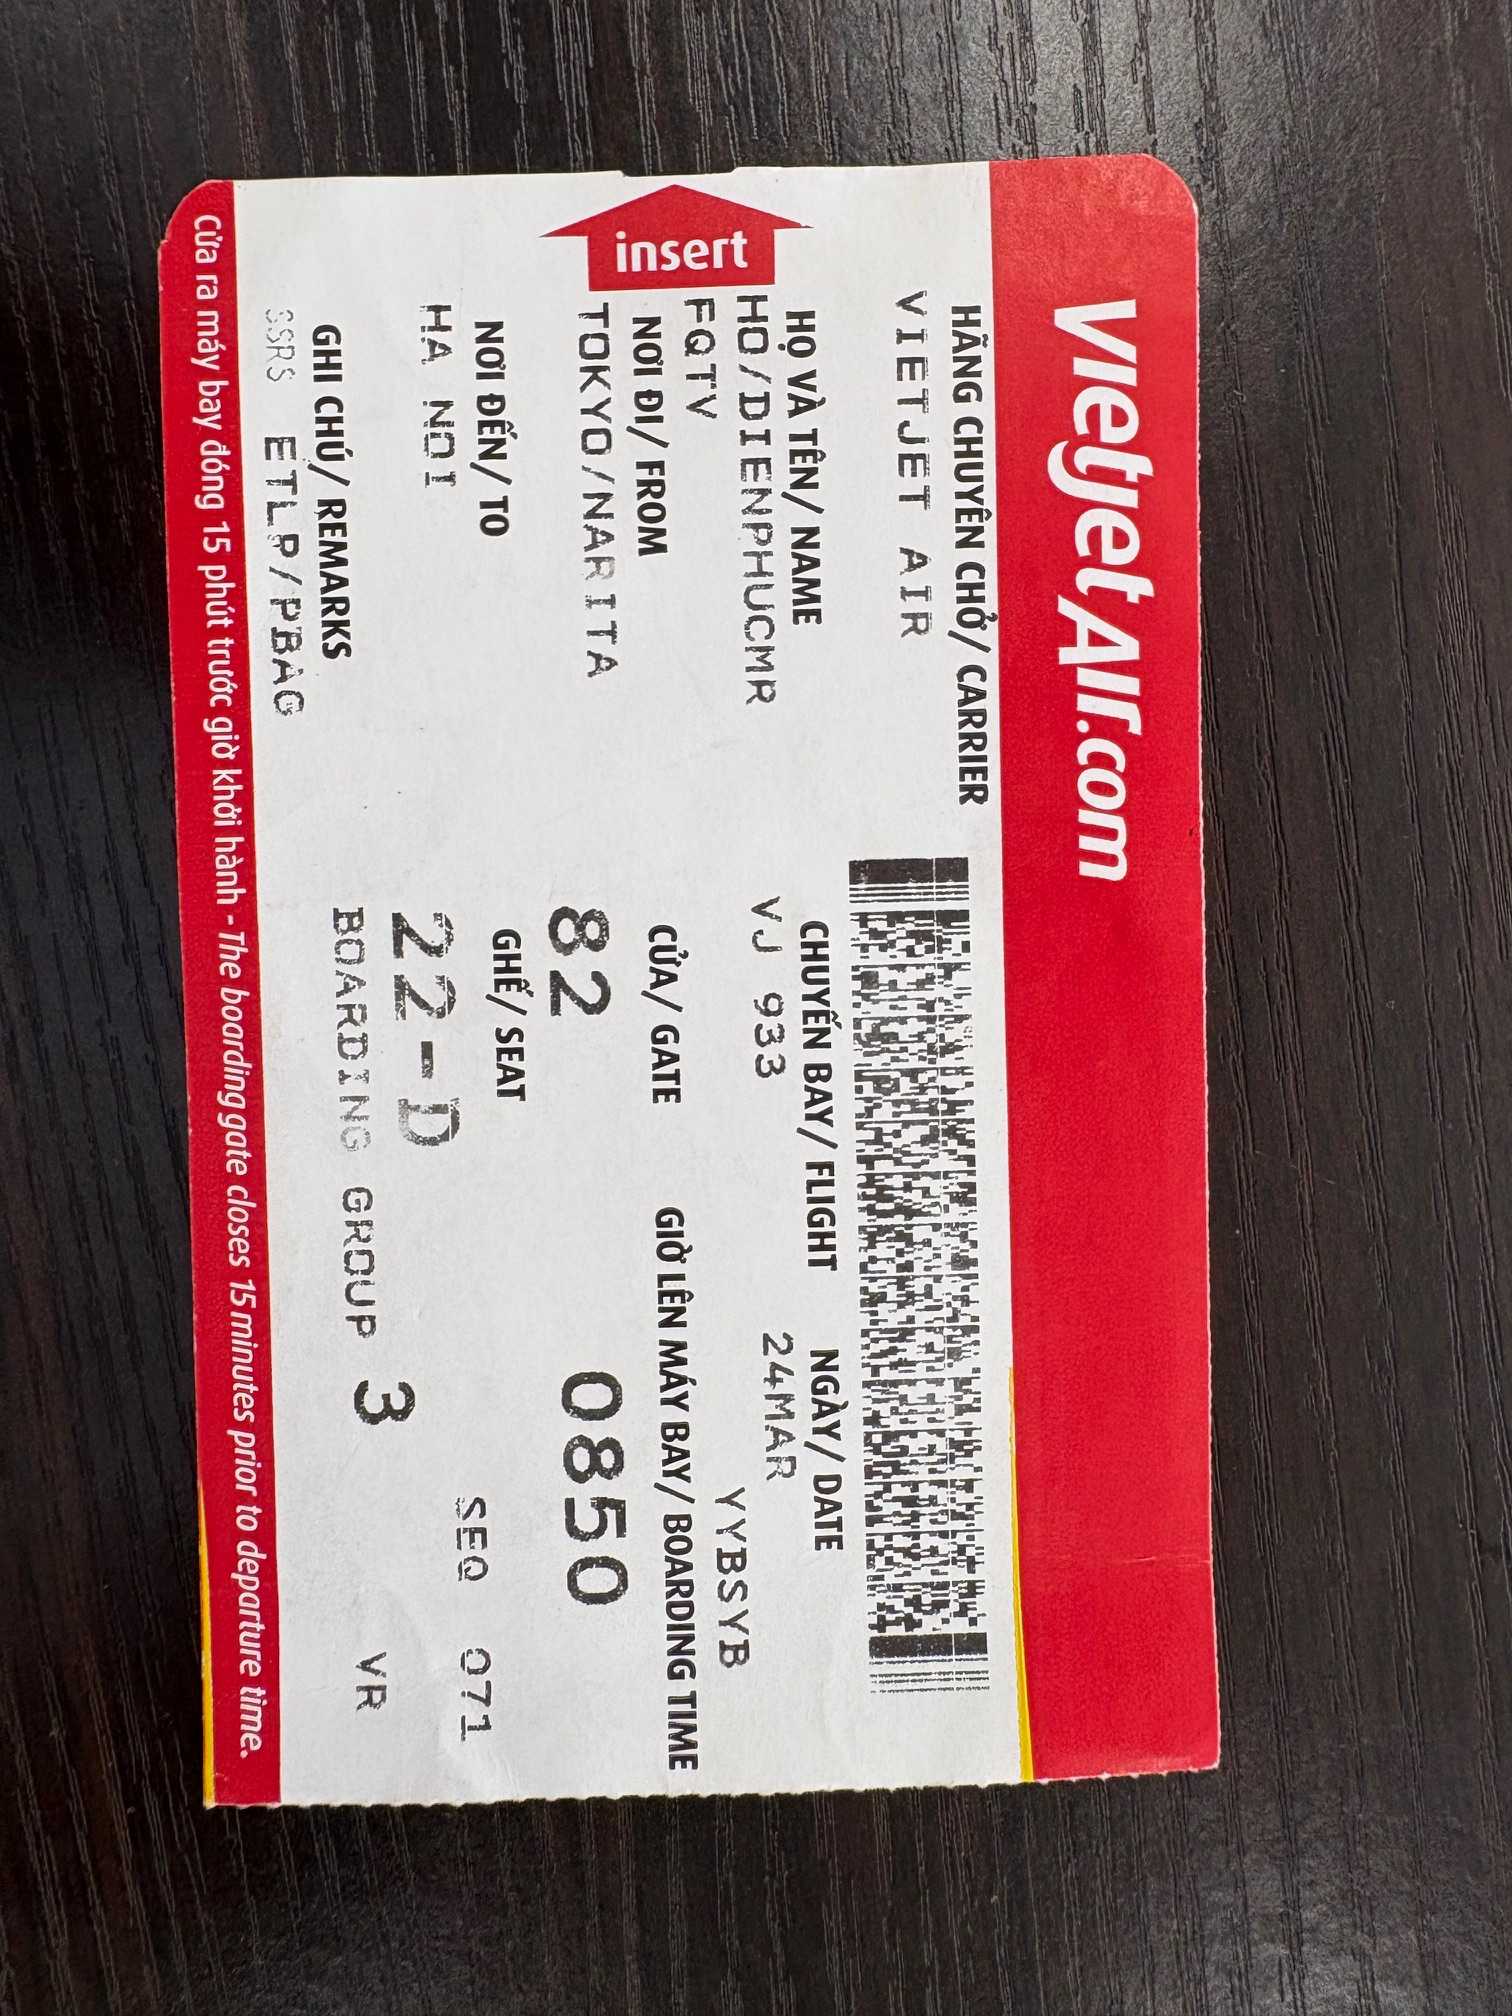 vietjetAir.com
insert
HÃNG CHUYÊN CHỞ/ CARRIER
VIETJET AIR
HỌ VÀ TÊN/ NAME
HO/DIENPHUCMR
FQTV
NƠI ĐI/ FROM
TOKYO/NARITA
NƠI ĐẾN/ TO
HA NOI
GHI CHÚ/ REMARKS
SSRS ETLP/PBAG
CHUYẾN BAY/ FLIGHT NGÀY/ DATE
VJ 933 24MAR
YYBSYB
CỬA/ GATE GIỜ LÊN MÁY BAY/ BOARDING TIME
82 0850
GHẾ/ SEAT
22-D SEQ 071
BOARDING GROUP 3 VR
Cửa ra máy bay đóng 15 phút trước giờ khởi hành - The boarding gate closes 15 minutes prior to departure time.